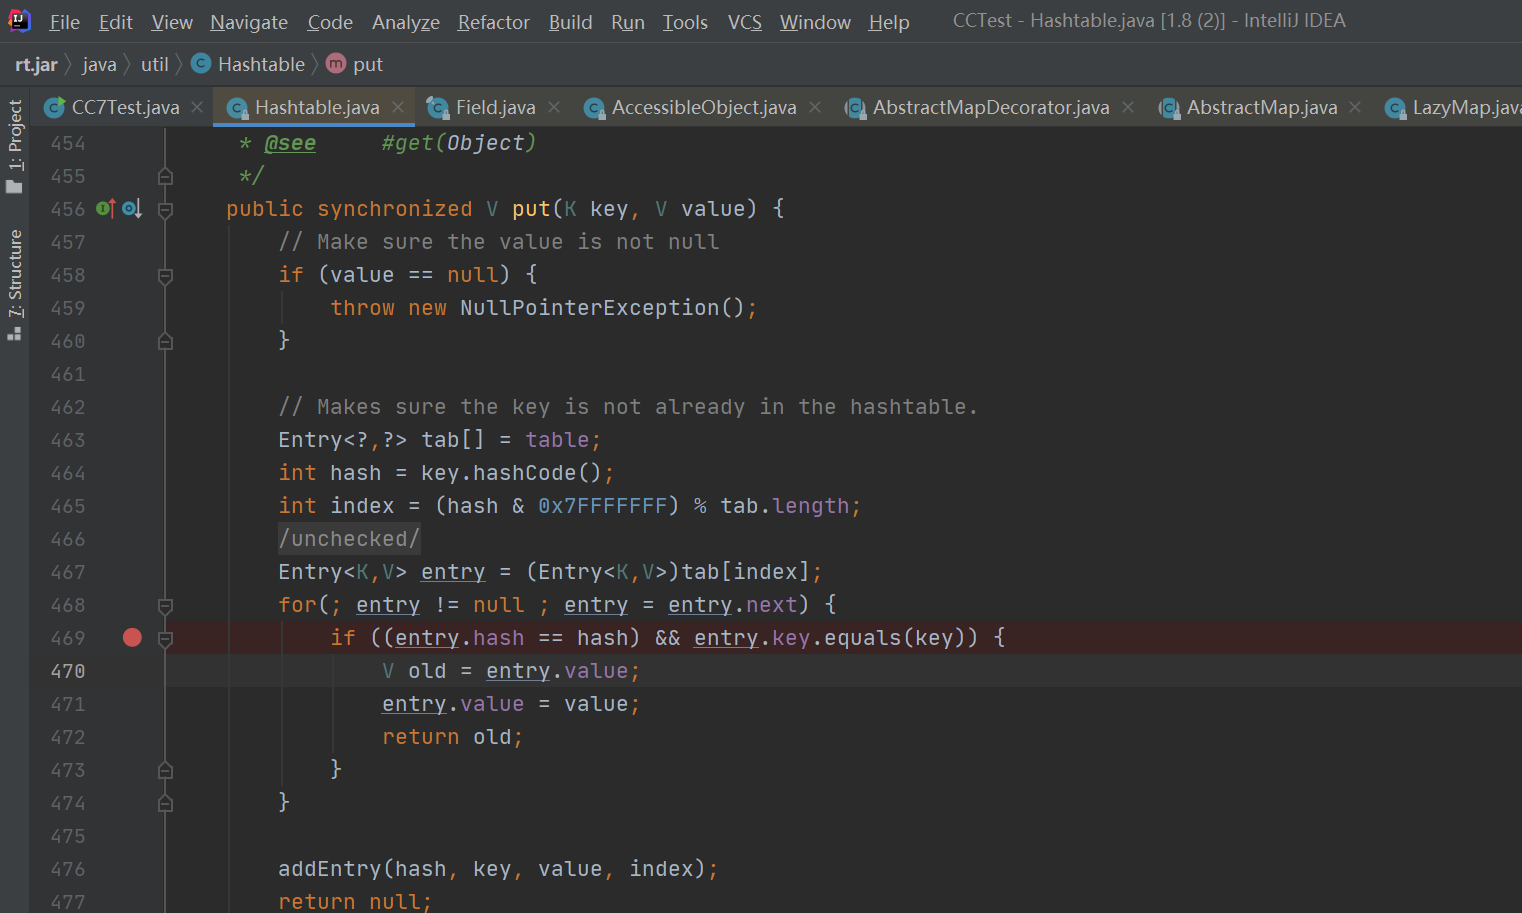 File Edit View Navigate Code Analyze Refactor Build Run Tools VCS Window Help CCTest - Hashtable.java [1.8 (2)] - IntelliJ IDEA
rt.jar java util Hashtable put
CC7Test.java Hashtable.java Field.java AccessibleObject.java AbstractMapDecorator.java AbstractMap.java LazyMap.java
1: Project
7: Structure
454 * @see #get(Object)
455 */
456 public synchronized V put(K key, V value) {
457 // Make sure the value is not null
458 if (value == null) {
459 throw new NullPointerException();
460 }
461
462 // Makes sure the key is not already in the hashtable.
463 Entry<?,?> tab[] = table;
464 int hash = key.hashCode();
465 int index = (hash & 0x7FFFFFFF) % tab.length;
466 /unchecked/
467 Entry<K,V> entry = (Entry<K,V>)tab[index];
468 for(; entry != null ; entry = entry.next) {
469 if ((entry.hash == hash) && entry.key.equals(key)) {
470 V old = entry.value;
471 entry.value = value;
472 return old;
473 }
474 }
475
476 addEntry(hash, key, value, index);
477 return null;